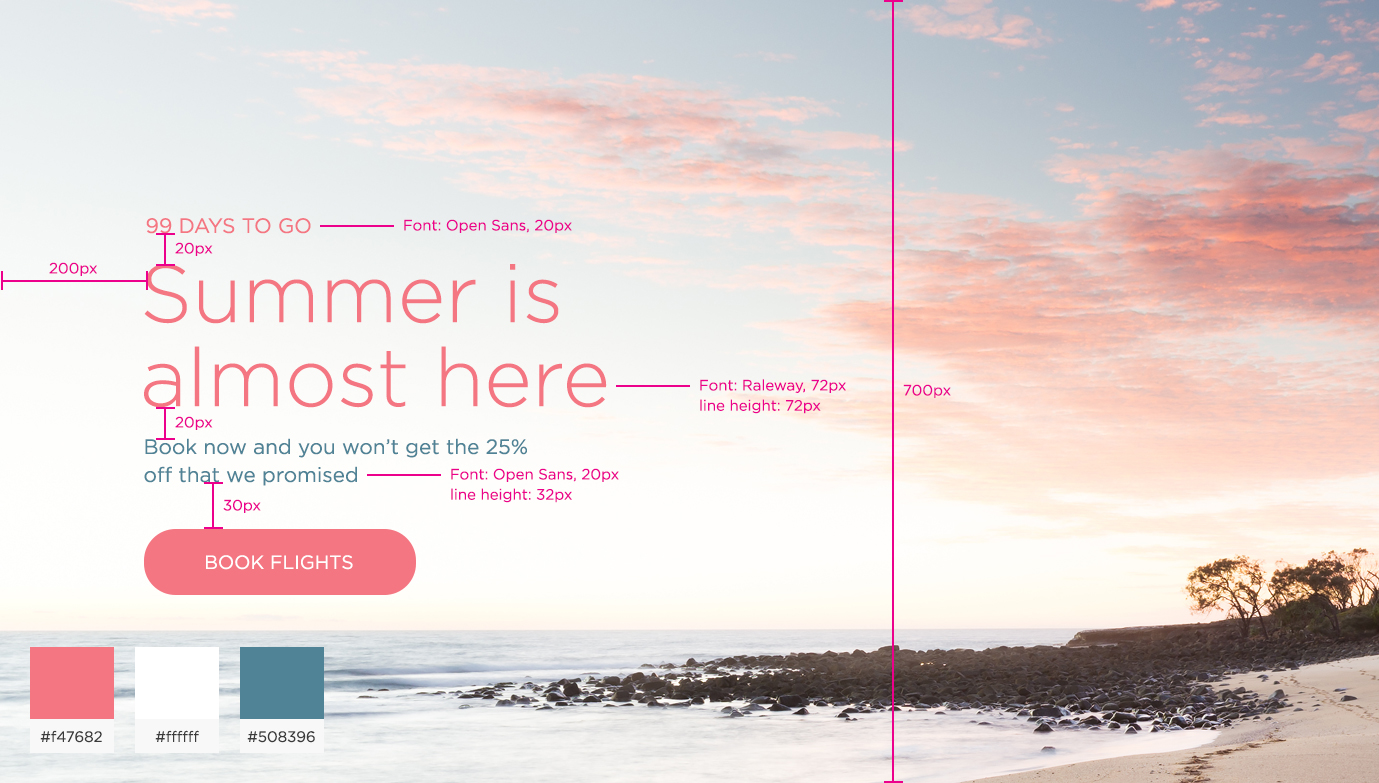 99 DAYS TO GO
Font: Open Sans, 20px
20px
200px
Summer is
almost here
Font: Raleway, 72px
line height: 72px
700px
20px
Book now and you won’t get the 25%
off that we promised
Font: Open Sans, 20px
line height: 32px
30px
BOOK FLIGHTS
#f47682
#ffffff
#508396